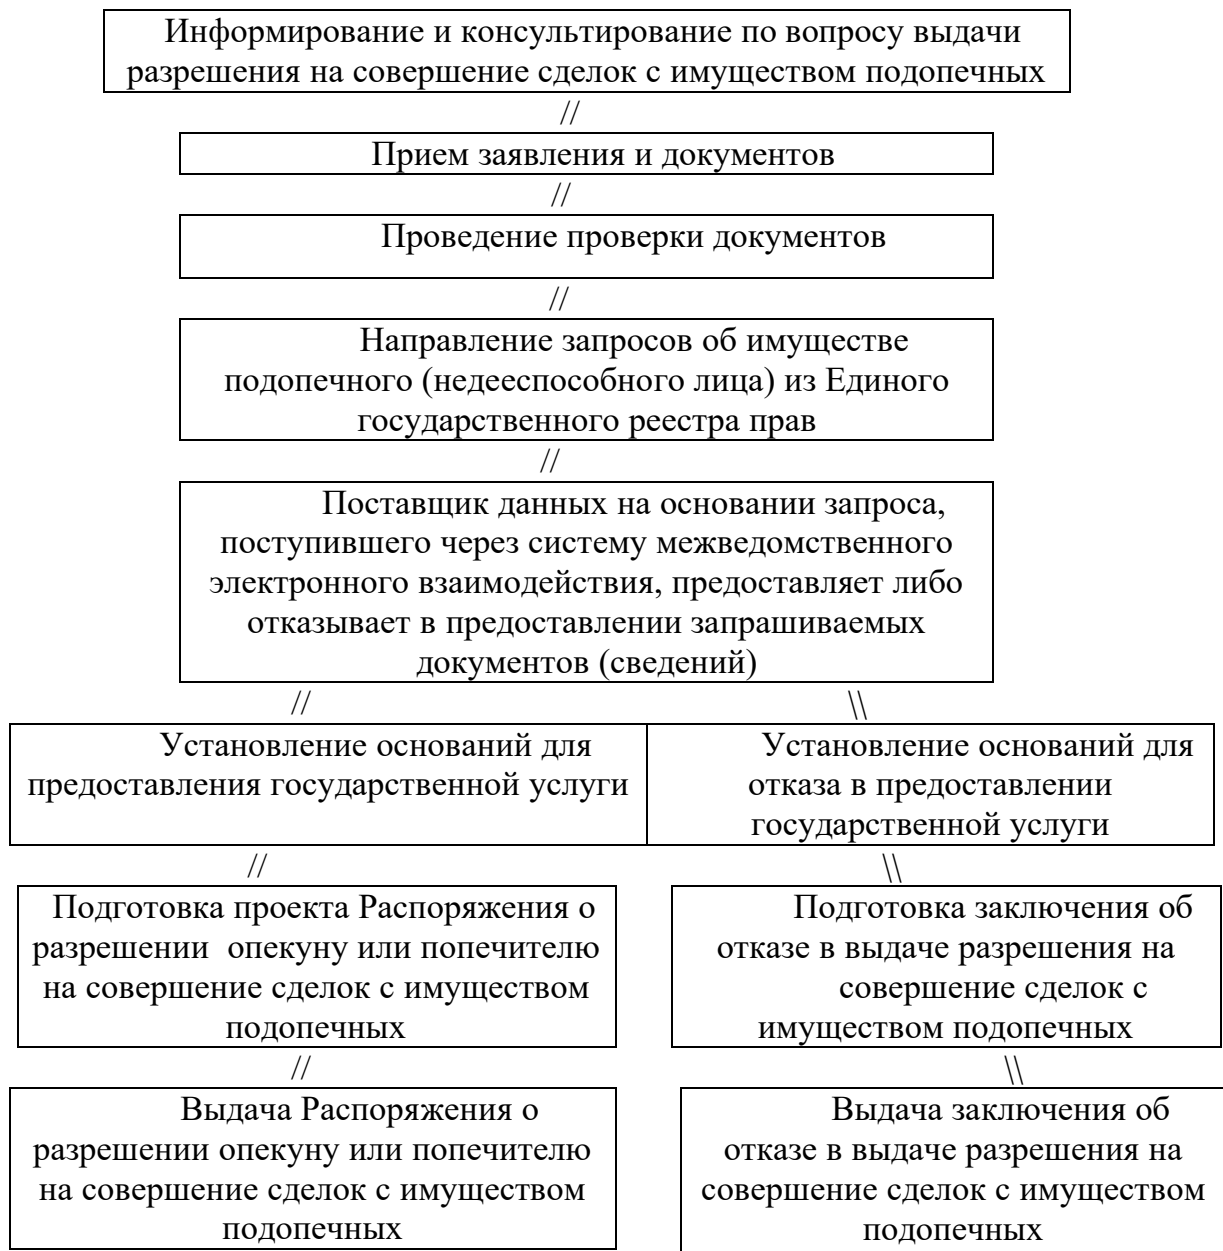 Информирование и консультирование по вопросу выдачи
разрешения на совершение сделок с имуществом подопечных
//
Прием заявления и документов
//
Проведение проверки документов
//
Направление запросов об имуществе
подопечного (недееспособного лица) из Единого
государственного реестра прав
//
Поставщик данных на основании запроса,
поступившего через систему межведомственного
электронного взаимодействия, предоставляет либо
отказывает в предоставлении запрашиваемых
документов (сведений)
// \\
Установление оснований для
предоставления государственной услуги
Установление оснований для
отказа в предоставлении
государственной услуги
// \\
Подготовка проекта Распоряжения о
разрешении опекуну или попечителю
на совершение сделок с имуществом
подопечных
Подготовка заключения об
отказе в выдаче разрешения на
совершение сделок с
имуществом подопечных
// \\
Выдача Распоряжения о
разрешении опекуну или попечителю
на совершение сделок с имуществом
подопечных
Выдача заключения об
отказе в выдаче разрешения на
совершение сделок с имуществом
подопечных